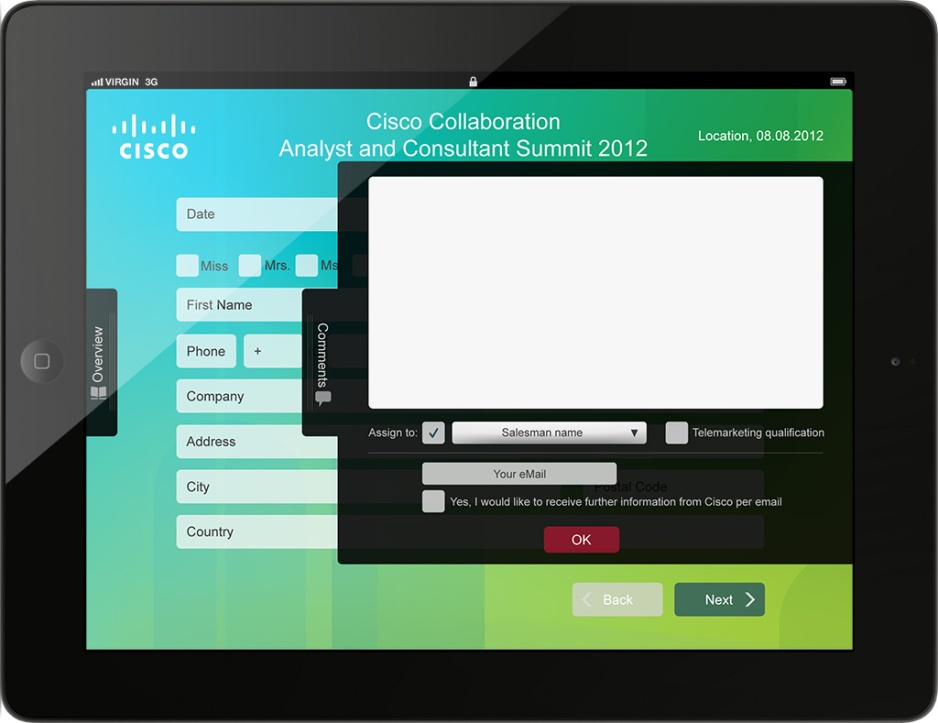 VIRGIN 3G
CISCO
Cisco Collaboration
Analyst and Consultant Summit 2012
Location, 08.08.2012
Date
Miss Mrs. Ms
First Name
Phone +
Company
Address
City
Postal Code
Country
Overview
Comments
Assign to: Salesman name Telemarketing qualification
Your eMail
Yes, I would like to receive further information from Cisco per email
OK
Back Next